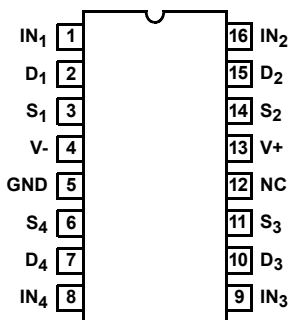 IN₁ 1 16 IN₂
D₁ 2 15 D₂
S₁ 3 14 S₂
V- 4 13 V+
GND 5 12 NC
S₄ 6 11 S₃
D₄ 7 10 D₃
IN₄ 8 9 IN₃